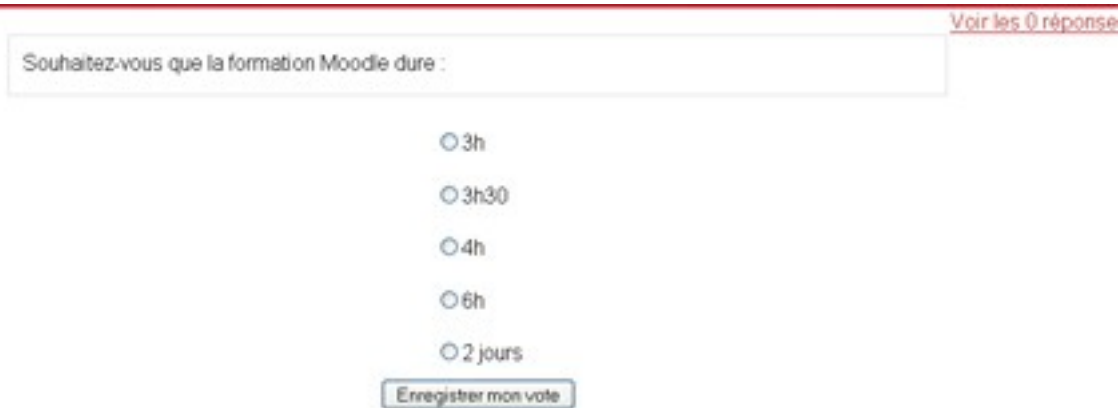 Voir les 0 réponse
Souhaitez-vous que la formation Moodle dure :
3h
3h30
4h
6h
2 jours
Enregistrer mon vote